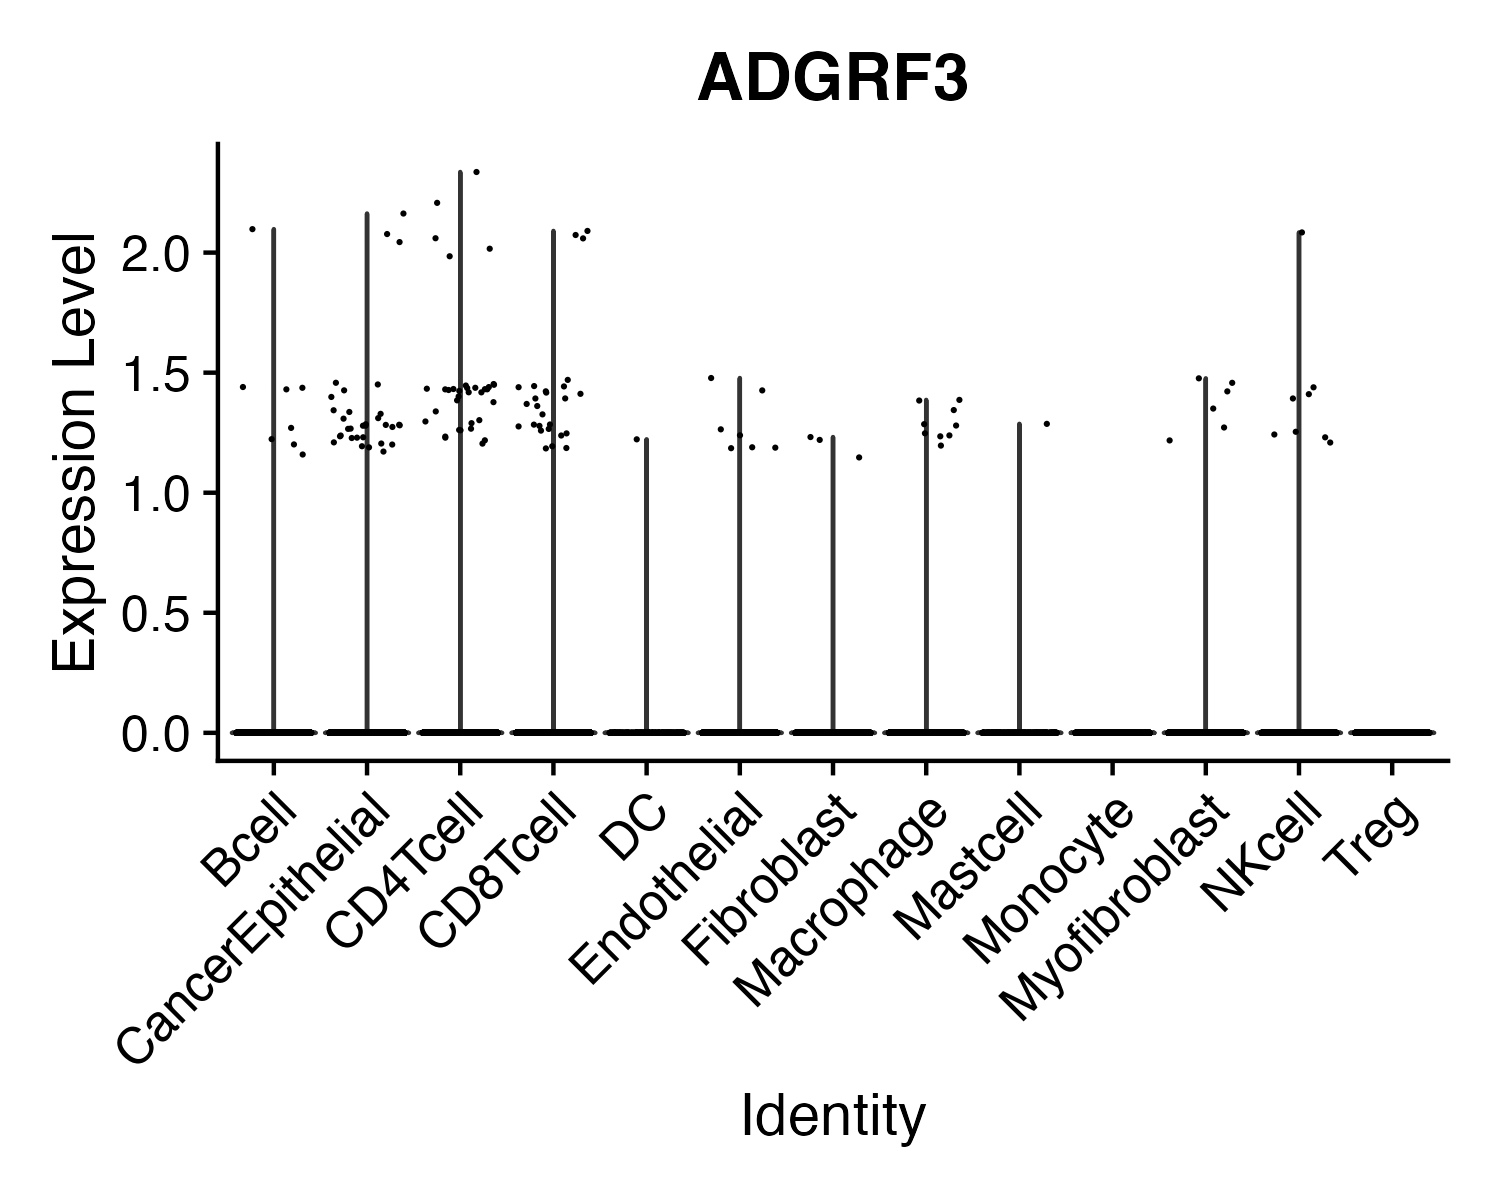 ADGRF3
Expression Level
2.0
1.5
1.0
0.5
0.0
Bcell
CancerEpithelial
CD4Tcell
CD8Tcell
DC
Endothelial
Fibroblast
Macrophage
Mastcell
Monocyte
Myofibroblast
NKcell
Treg
Identity